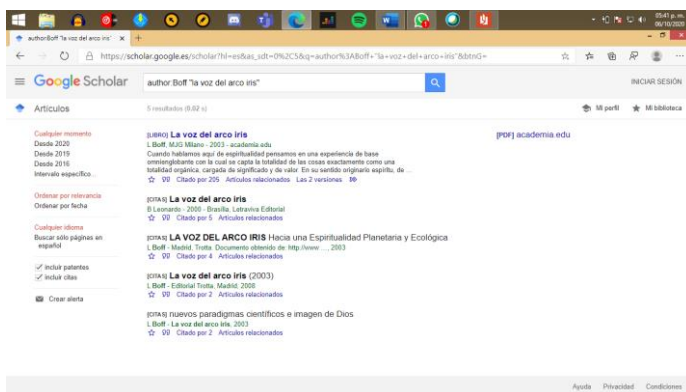 05:41 p.m.
06/10/2020
author:Boff "la voz del arco iris"
https://scholar.google.es/scholar?hl=es&as_sdt=0%2C5&q=author%3ABoff+"la+voz+del+arco+iris"&btnG=
Google Scholar
author:Boff "la voz del arco iris"
INICIAR SESIÓN
Artículos
5 resultados (0,02 s)
Mi perfil
Mi biblioteca
Cualquier momento
Desde 2020
Desde 2019
Desde 2016
Intervalo específico...
Ordenar por relevancia
Ordenar por fecha
Cualquier idioma
Buscar sólo páginas en
español
incluir patentes
incluir citas
Crear alerta
[LIBRO] La voz del arco iris
L Boff, MJG Milano - 2003 - academia.edu
Cuando hablamos aquí de espiritualidad pensamos en una experiencia de base
omnienglobante con la cual se capta la totalidad de las cosas exactamente como una
totalidad orgánica, cargada de significado y de valor. En su sentido originario espíritu, de ...
Citado por 205 Artículos relacionados Las 2 versiones
[PDF] academia.edu
[CITAS] La voz del arco iris
B Leonardo - 2000 - Brasilia, Letraviva Editorial
Citado por 5 Artículos relacionados
[CITAS] LA VOZ DEL ARCO IRIS Hacia una Espiritualidad Planetaria y Ecológica
L Boff - Madrid, Trotta. Documento obtenido de: http://www ..., 2003
Citado por 4 Artículos relacionados
[CITAS] La voz del arco iris (2003)
L Boff - Editorial Trotta, Madrid, 2008
Citado por 2 Artículos relacionados
[CITAS] nuevos paradigmas científicos e imagen de Dios
L Boff - La voz del arco iris, 2003
Citado por 2 Artículos relacionados
Ayuda Privacidad Condiciones